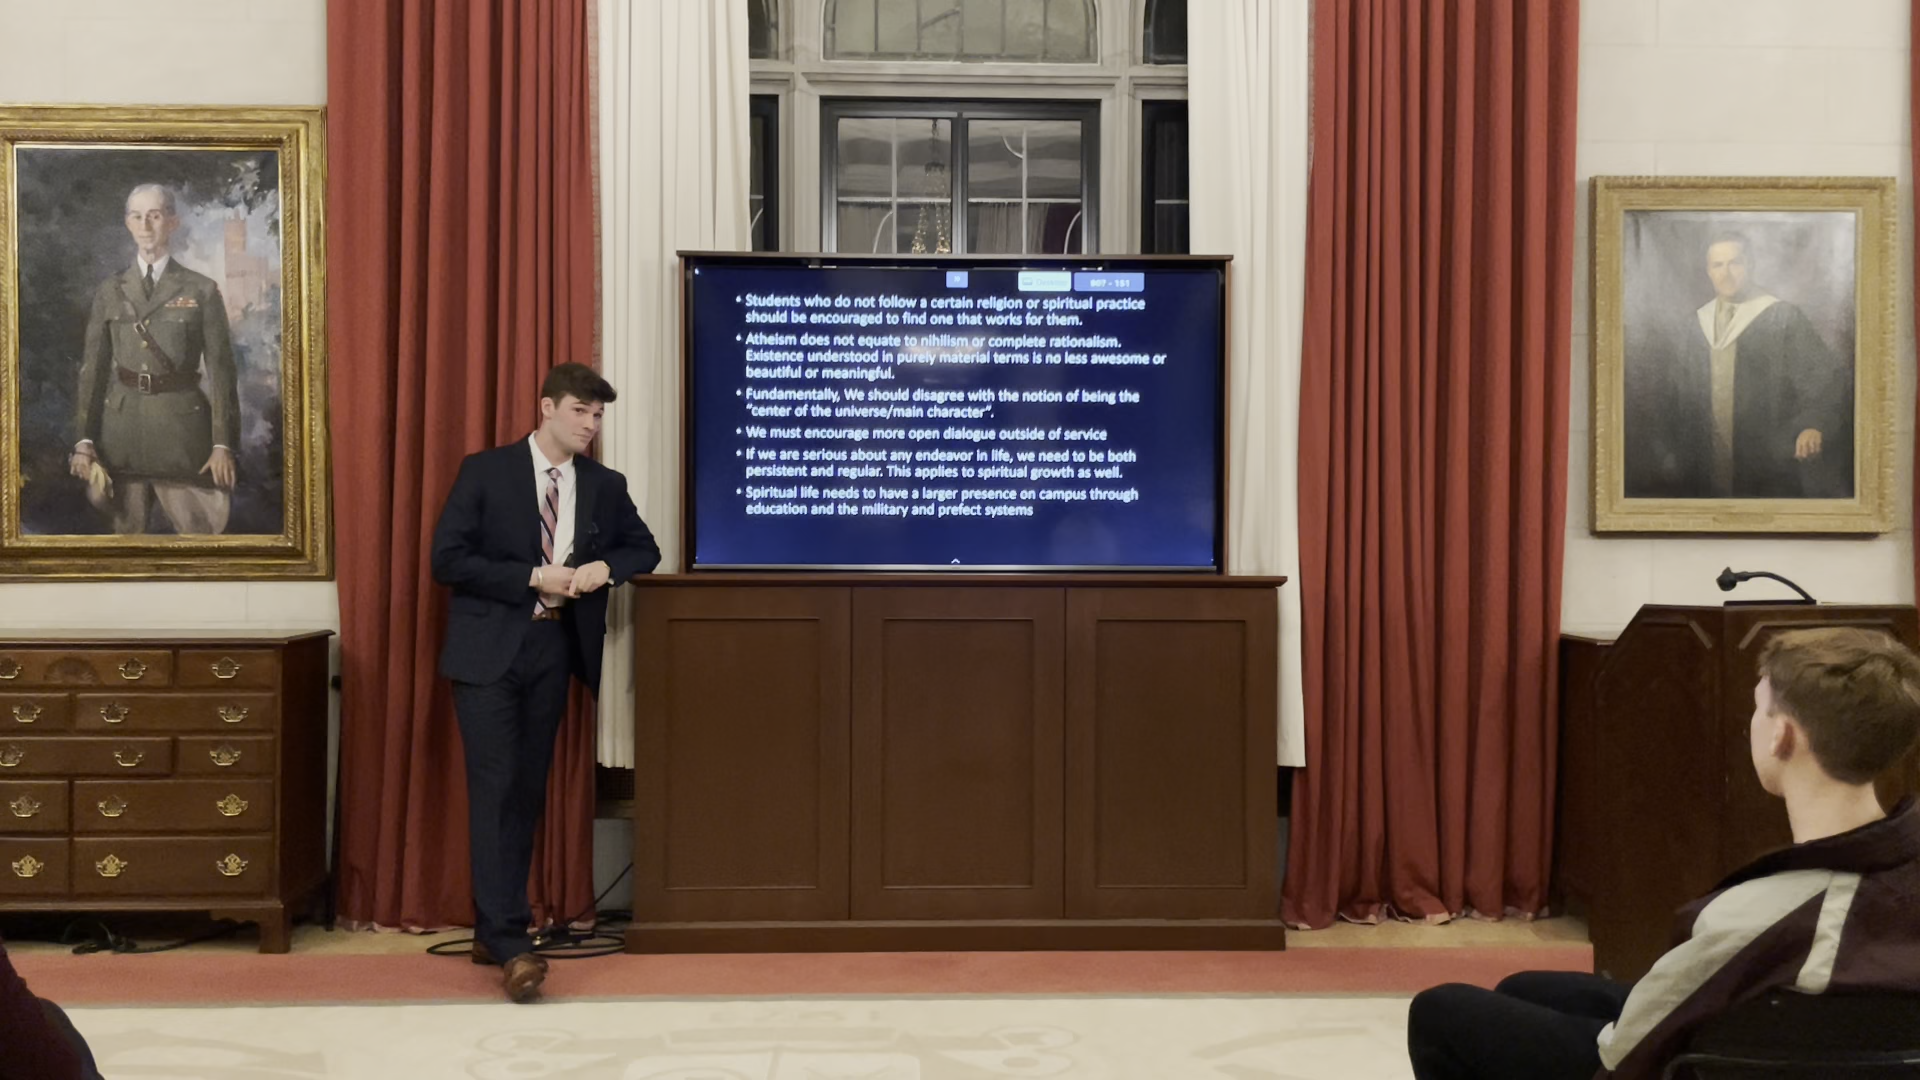 • Students who do not follow a certain religion or spiritual practice
should be encouraged to find one that works for them.
• Atheism does not equate to nihilism or complete rationalism.
Existence understood in purely material terms is no less awesome or
beautiful or meaningful.
• Fundamentally, We should disagree with the notion of being the
"center of the universe/main character".
• We must encourage more open dialogue outside of service
• If we are serious about any endeavor in life, we need to be both
persistent and regular. This applies to spiritual growth as well.
• Spiritual life needs to have a larger presence on campus through
education and the military and prefect systems